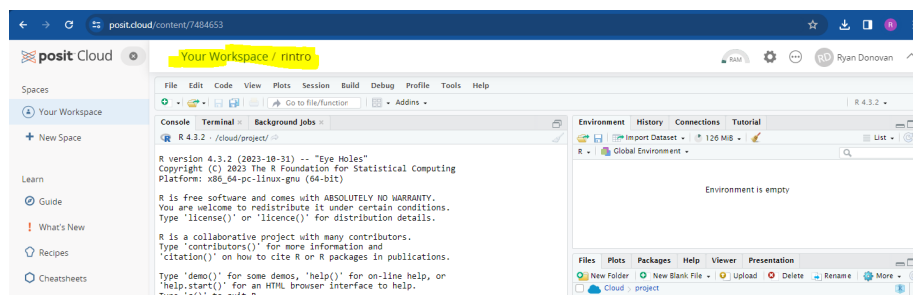 posit.cloud/content/7484653
R
posit Cloud
Your Workspace / rintro
RAM
RD Ryan Donovan
Spaces
Your Workspace
New Space
Learn
Guide
What's New
Recipes
Cheatsheets
File Edit Code View Plots Session Build Debug Profile Tools Help
Go to file/function Addins
R 4.3.2
Console Terminal Background Jobs
R 4.3.2 · /cloud/project/
R version 4.3.2 (2023-10-31) -- "Eye Holes"
Copyright (C) 2023 The R Foundation for Statistical Computing
Platform: x86_64-pc-linux-gnu (64-bit)
R is free software and comes with ABSOLUTELY NO WARRANTY.
You are welcome to redistribute it under certain conditions.
Type 'license()' or 'licence()' for distribution details.
R is a collaborative project with many contributors.
Type 'contributors()' for more information and
'citation()' on how to cite R or R packages in publications.
Type 'demo()' for some demos, 'help()' for on-line help, or
'help.start()' for an HTML browser interface to help.
Type 'q()' to quit R.
Environment History Connections Tutorial
Import Dataset 126 MiB List
R Global Environment
Environment is empty
Files Plots Packages Help Viewer Presentation
New Folder New Blank File Upload Delete Rename More
Cloud project